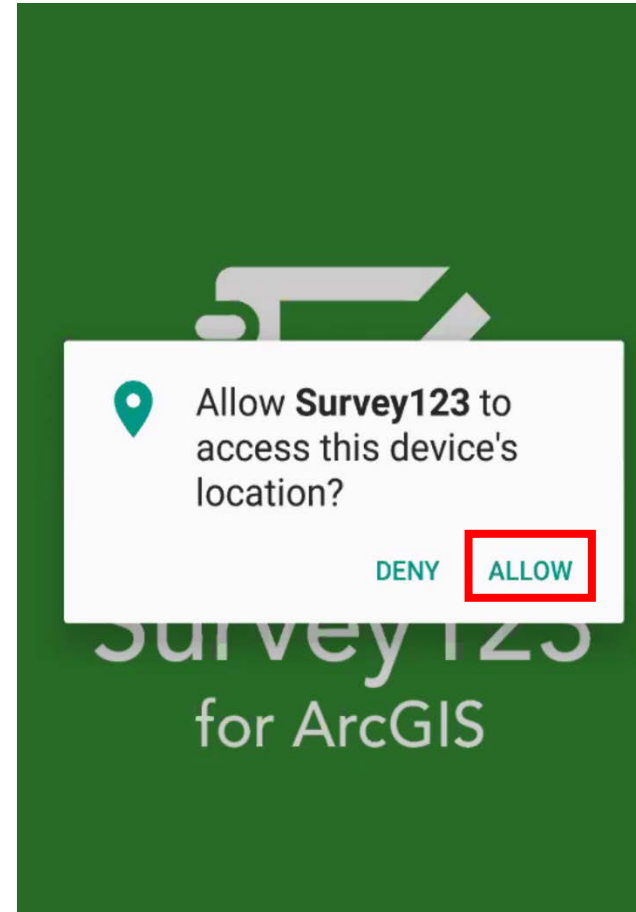 Allow Survey123 to
access this device's
location?
DENY ALLOW
Survey123
for ArcGIS